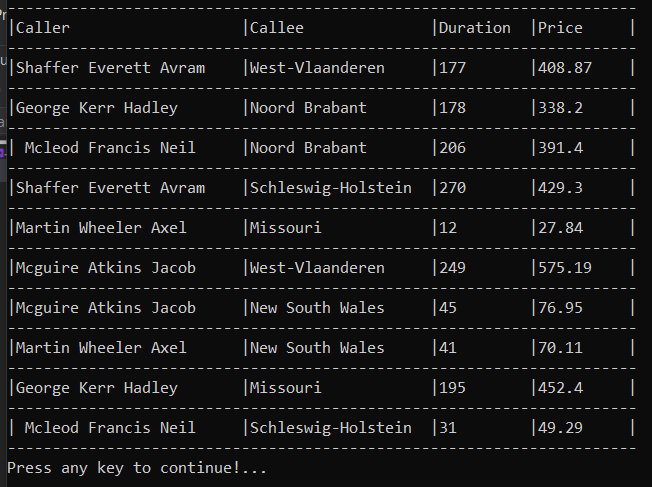 ---------------------------------------------------------------------
|Caller                   |Callee              |Duration  |Price     |
---------------------------------------------------------------------
|Shaffer Everett Avram    |West-Vlaanderen     |177       |408.87    |
---------------------------------------------------------------------
|George Kerr Hadley       |Noord Brabant       |178       |338.2     |
---------------------------------------------------------------------
| Mcleod Francis Neil     |Noord Brabant       |206       |391.4     |
---------------------------------------------------------------------
|Shaffer Everett Avram    |Schleswig-Holstein  |270       |429.3     |
---------------------------------------------------------------------
|Martin Wheeler Axel      |Missouri            |12        |27.84     |
---------------------------------------------------------------------
|Mcguire Atkins Jacob     |West-Vlaanderen     |249       |575.19    |
---------------------------------------------------------------------
|Mcguire Atkins Jacob     |New South Wales     |45        |76.95     |
---------------------------------------------------------------------
|Martin Wheeler Axel      |New South Wales     |41        |70.11     |
---------------------------------------------------------------------
|George Kerr Hadley       |Missouri            |195       |452.4     |
---------------------------------------------------------------------
| Mcleod Francis Neil     |Schleswig-Holstein  |31        |49.29     |
---------------------------------------------------------------------
Press any key to continue!...